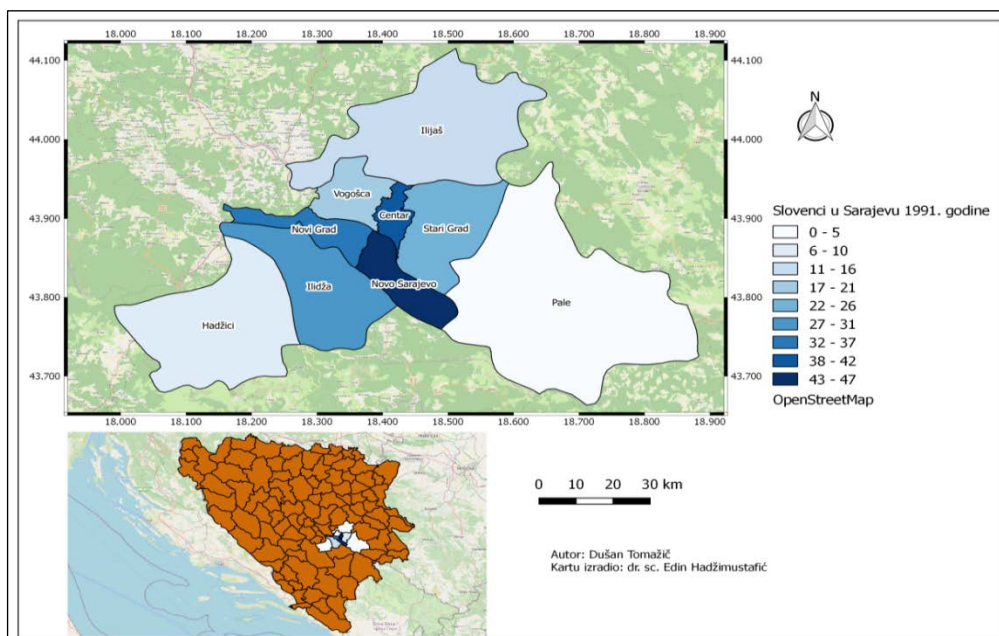 18.000 18.100 18.200 18.300 18.400 18.500 18.600 18.700 18.800 18.900
N
44.100 44.100
44.000 44.000
43.900 43.900
43.800 43.800
43.700 43.700
Ilijaš
Vogošća
Centar
Novi Grad
Stari Grad
Ilidža
Novo Sarajevo
Pale
Hadžici
18.000 18.100 18.200 18.300 18.400 18.500 18.600 18.700 18.800 18.900
Slovenci u Sarajevu 1991. godine
0 - 5
6 - 10
11 - 16
17 - 21
22 - 26
27 - 31
32 - 37
38 - 42
43 - 47
OpenStreetMap
0 10 20 30 km
Autor: Dušan Tomažič
Kartu izradio: dr. sc. Edin Hadžimustafić